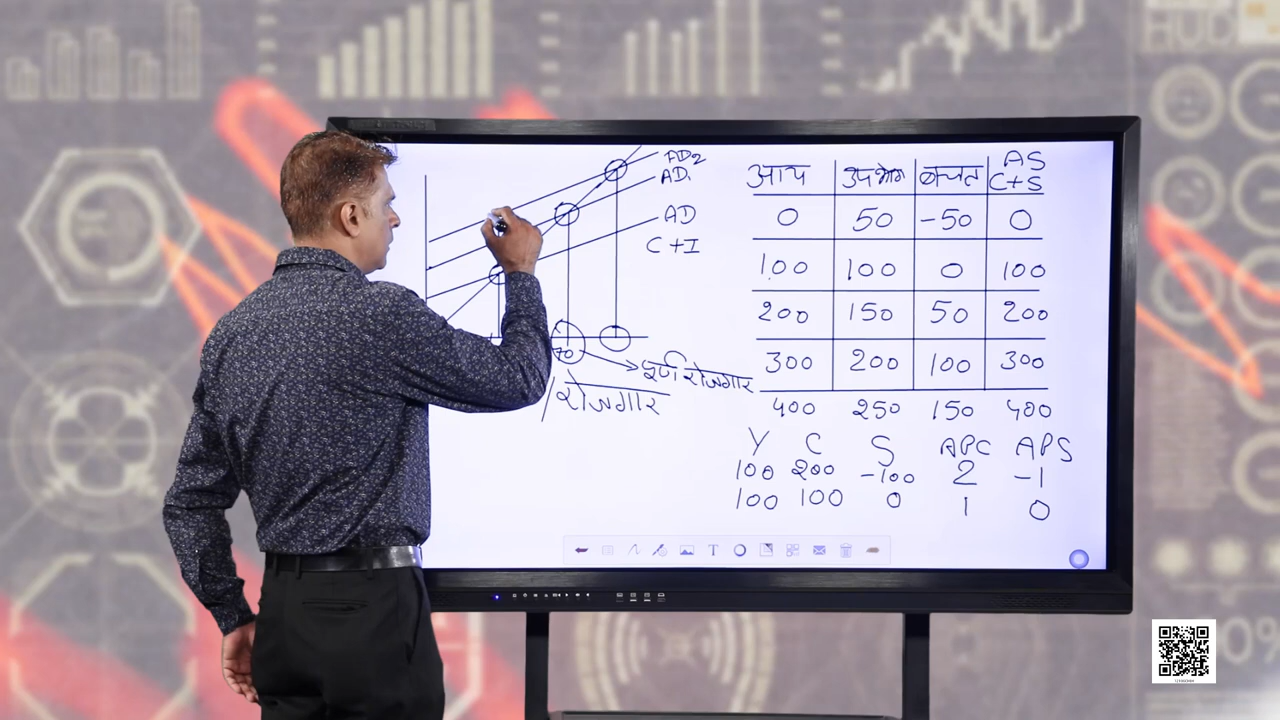 AD2
AD1
AD
C+I
70
पूर्ण रोजगार
/रोजगार
आय उपभोग बचत AS C+S
0 50 -50 0
100 100 0 100
200 150 50 200
300 200 100 300
400 250 150 400
Y C S APC APS
100 200 -100 2 -1
100 100 0 1 0
HUD